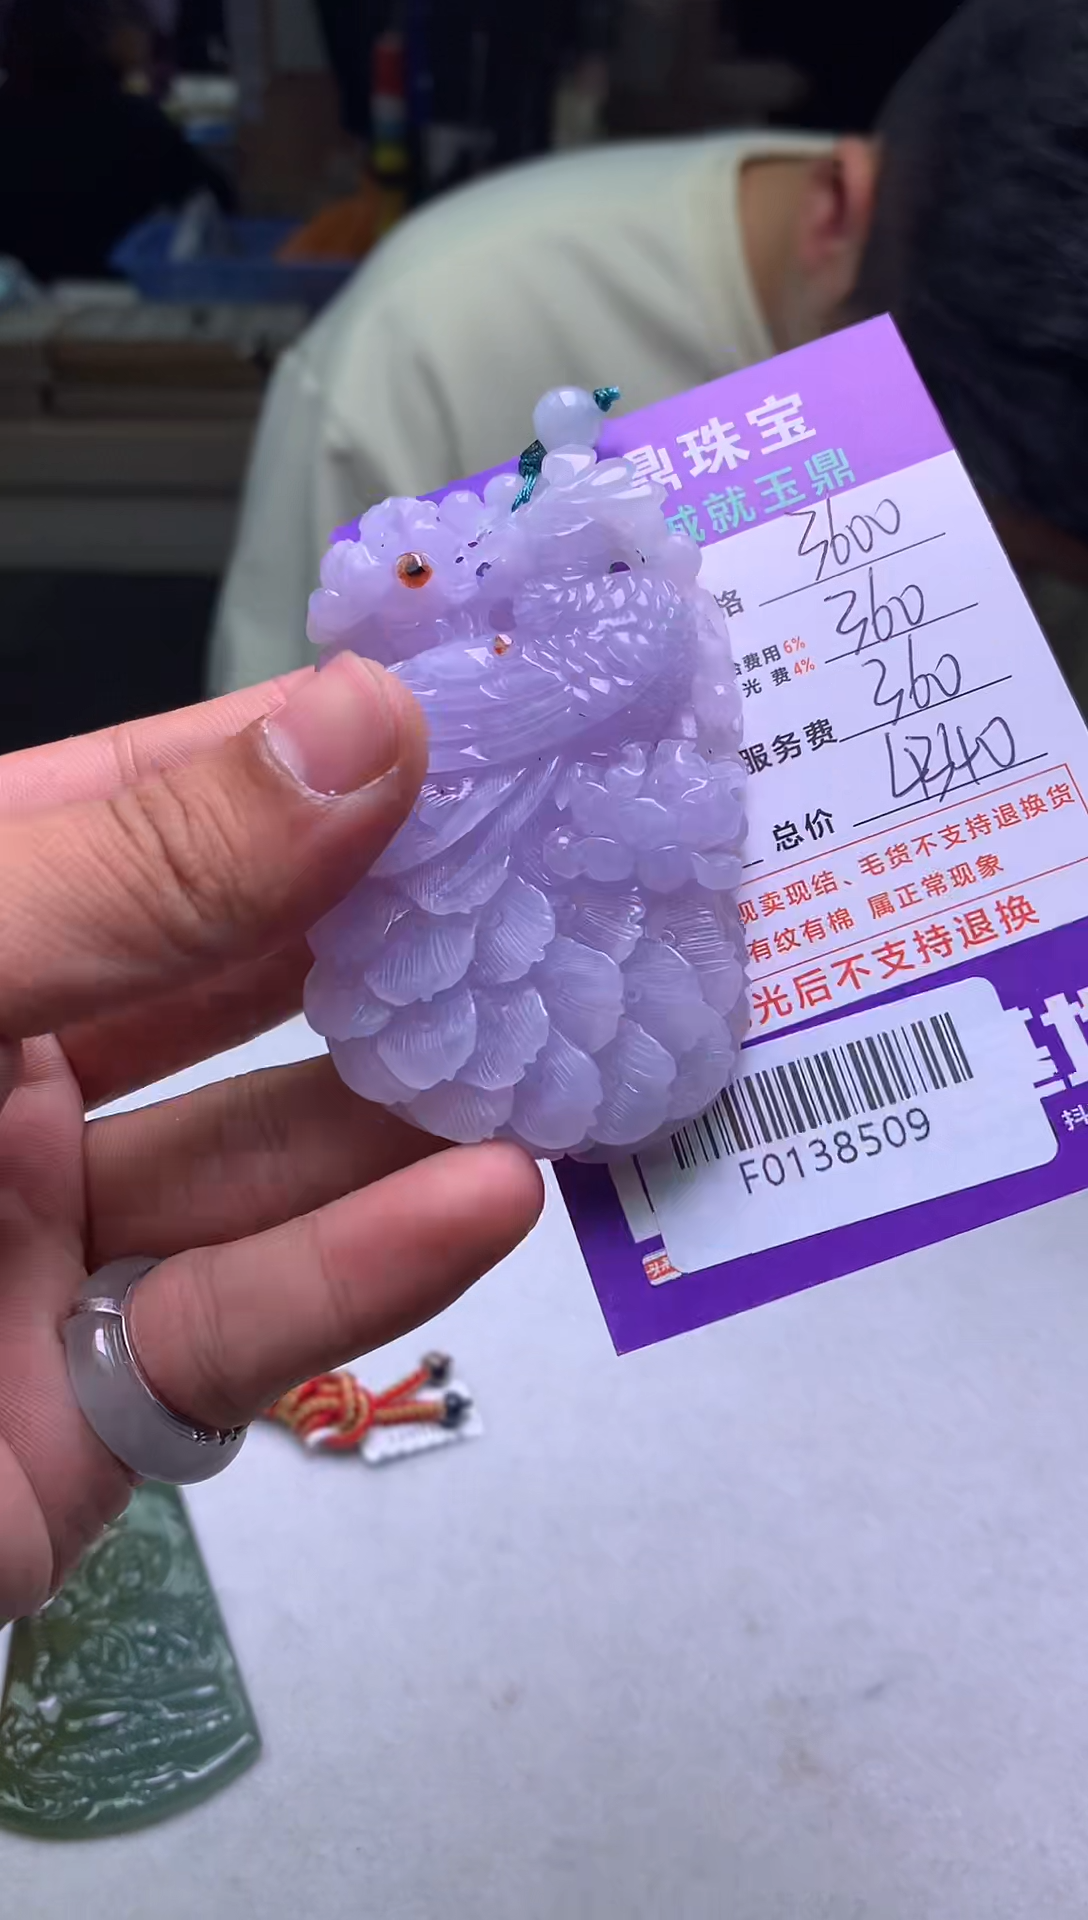 鼎珠宝
诚就玉鼎
格 3600
费用6% 360
光 费4%
服务费 360
总价 4340
现卖现结、毛货不支持退换货
有纹有棉 属正常现象
光后不支持退换
F0138509
抖